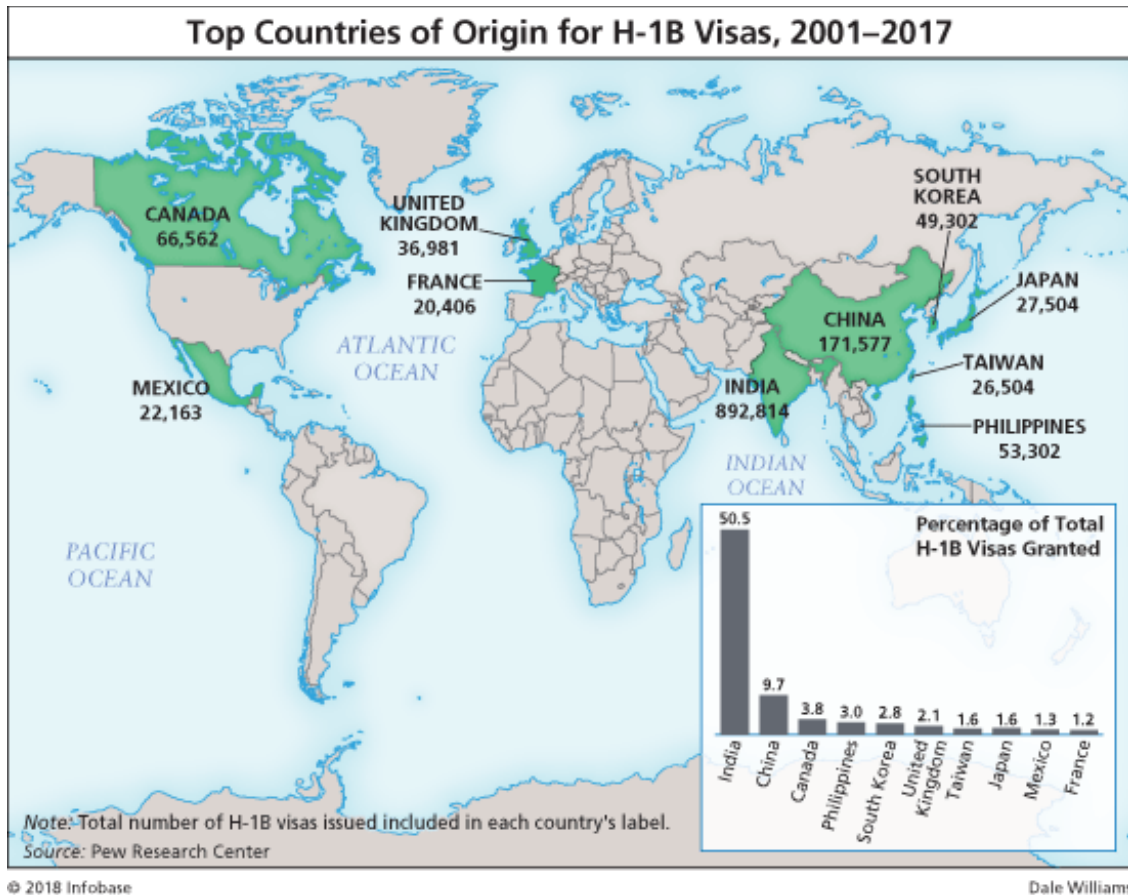 Top Countries of Origin for H-1B Visas, 2001–2017
CANADA
66,562
UNITED
KINGDOM
36,981
FRANCE
20,406
SOUTH
KOREA
49,302
JAPAN
27,504
CHINA
171,577
TAIWAN
26,504
INDIA
892,814
PHILIPPINES
53,302
MEXICO
22,163
ATLANTIC
OCEAN
INDIAN
OCEAN
PACIFIC
OCEAN
Percentage of Total
H-1B Visas Granted
50.5
9.7
3.8
3.0
2.8
2.1
1.6
1.6
1.3
1.2
India
China
Canada
Philippines
South Korea
United
Kingdom
Taiwan
Japan
Mexico
France
Note: Total number of H-1B visas issued included in each country's label.
Source: Pew Research Center
© 2018 Infobase
Dale Williams